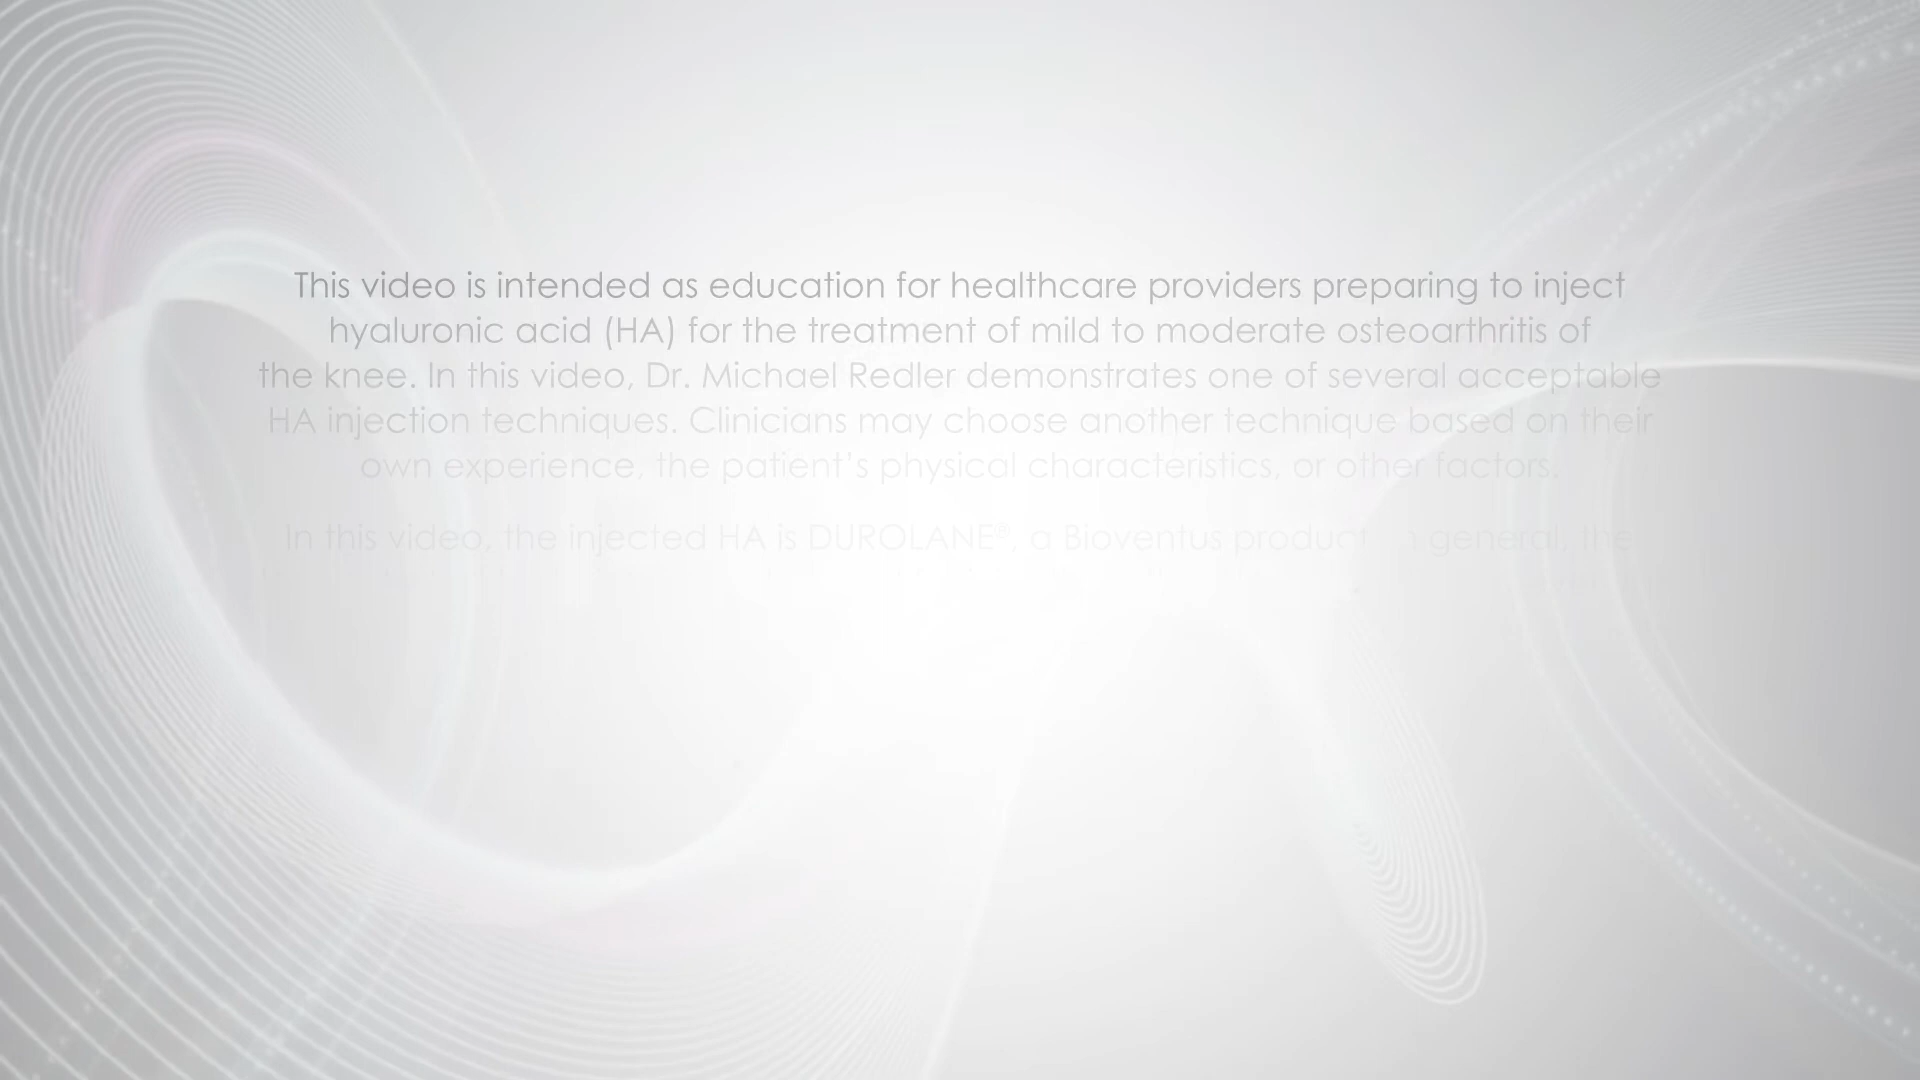 This video is intended as education for healthcare providers preparing to inject
hyaluronic acid (HA) for the treatment of mild to moderate osteoarthritis of
the knee. In this video, Dr. Michael Redler demonstrates one of several acceptable
HA injection techniques. Clinicians may choose another technique based on their
own experience, the patient’s physical characteristics, or other factors.
In this video, the injected HA is DUROLANE®, a Bioventus product general, the